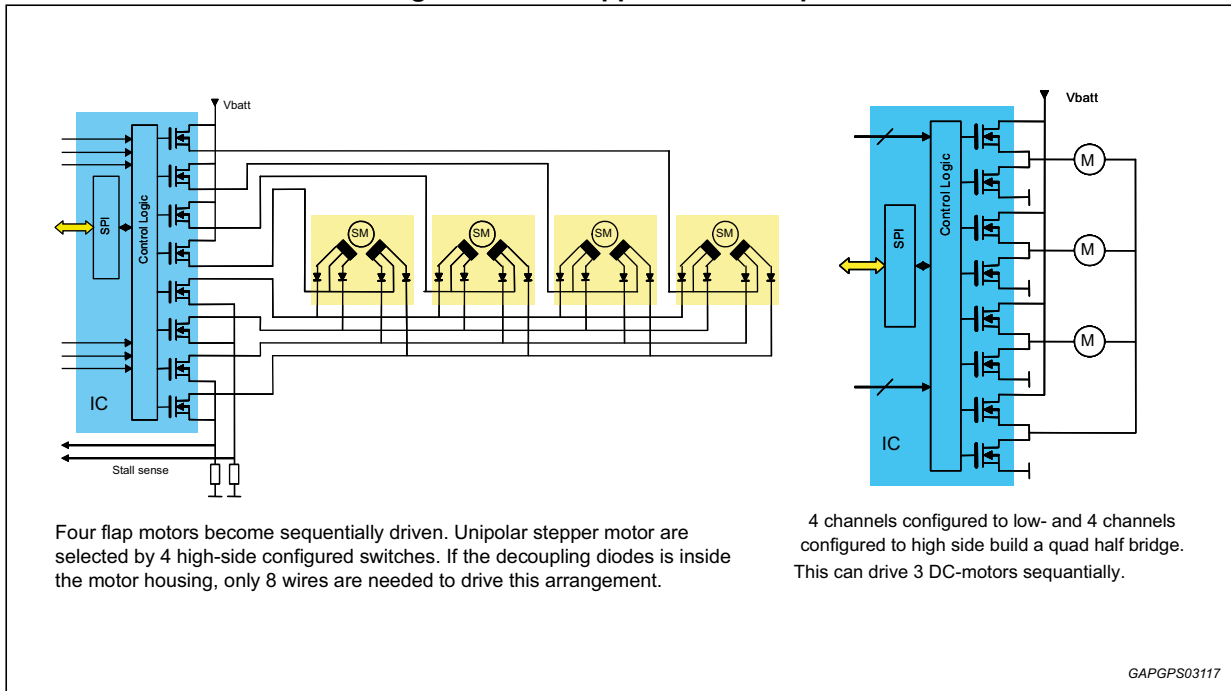 Vbatt
SPI
Control Logic
IC
SM
SM
SM
SM
Stall sense
Four flap motors become sequentially driven. Unipolar stepper motor are
selected by 4 high-side configured switches. If the decoupling diodes is inside
the motor housing, only 8 wires are needed to drive this arrangement.
Vbatt
SPI
Control Logic
IC
M
M
M
4 channels configured to low- and 4 channels
configured to high side build a quad half bridge.
This can drive 3 DC-motors sequantially.
GAPGPS03117